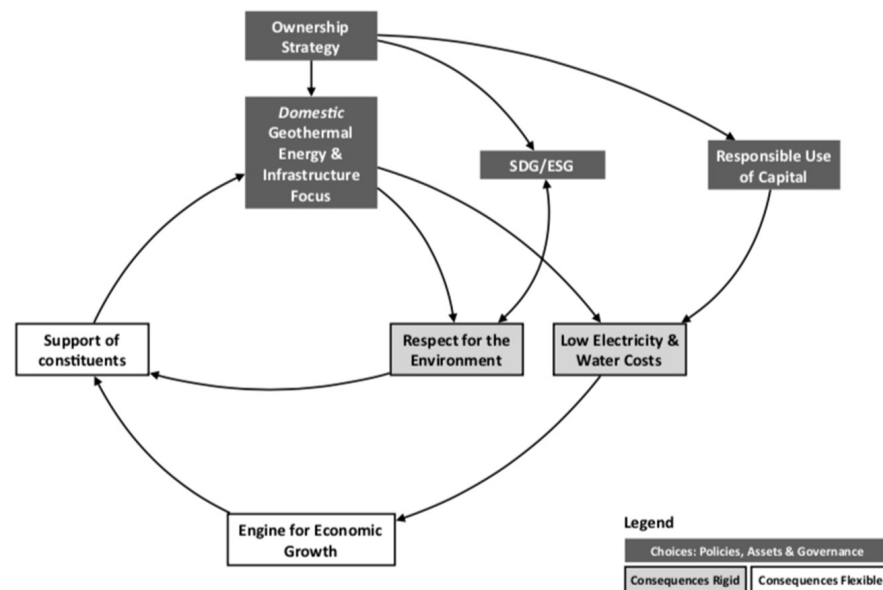 Ownership
Strategy
Domestic
Geothermal
Energy &
Infrastructure
Focus
SDG/ESG
Responsible Use
of Capital
Support of
constituents
Respect for the
Environment
Low Electricity &
Water Costs
Engine for Economic
Growth
Legend
Choices: Policies, Assets & Governance
Consequences Rigid
Consequences Flexible